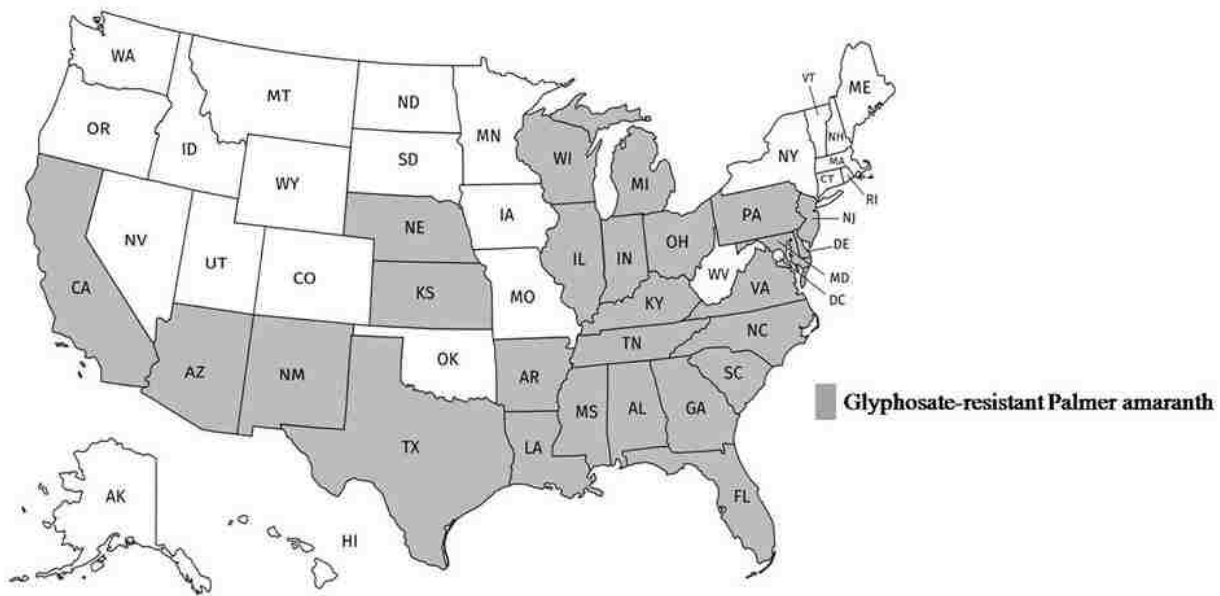 WA
MT
ND
MN
OR
ID
WY
SD
WI
MI
NY
VT
NH
ME
MA
CT
RI
NV
UT
CO
NE
IA
IL
IN
OH
PA
NJ
DE
MD
DC
CA
KS
MO
KY
WV
VA
AZ
NM
OK
AR
TN
NC
SC
TX
LA
MS
AL
GA
FL
AK
HI
Glyphosate-resistant Palmer amaranth